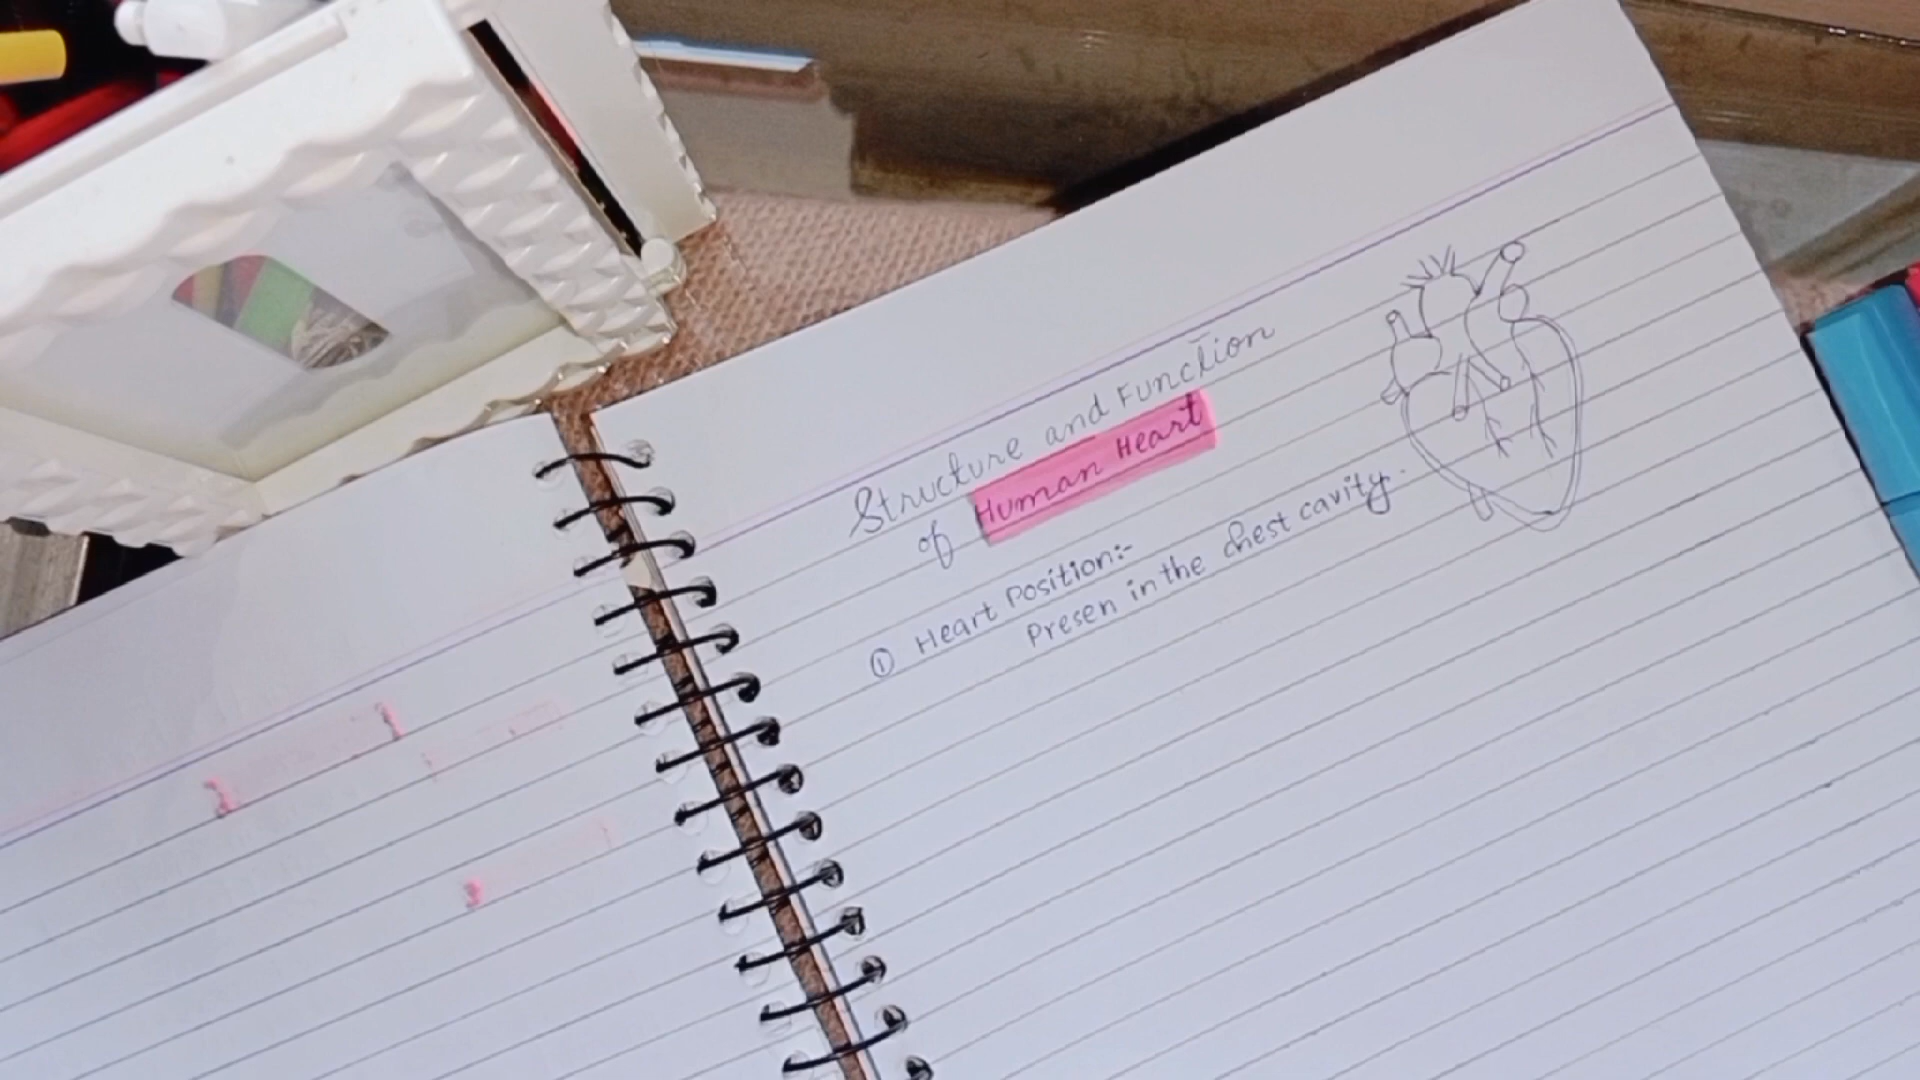 Structure and Function
of Human Heart
① Heart Position:-
Presen in the chest cavity.